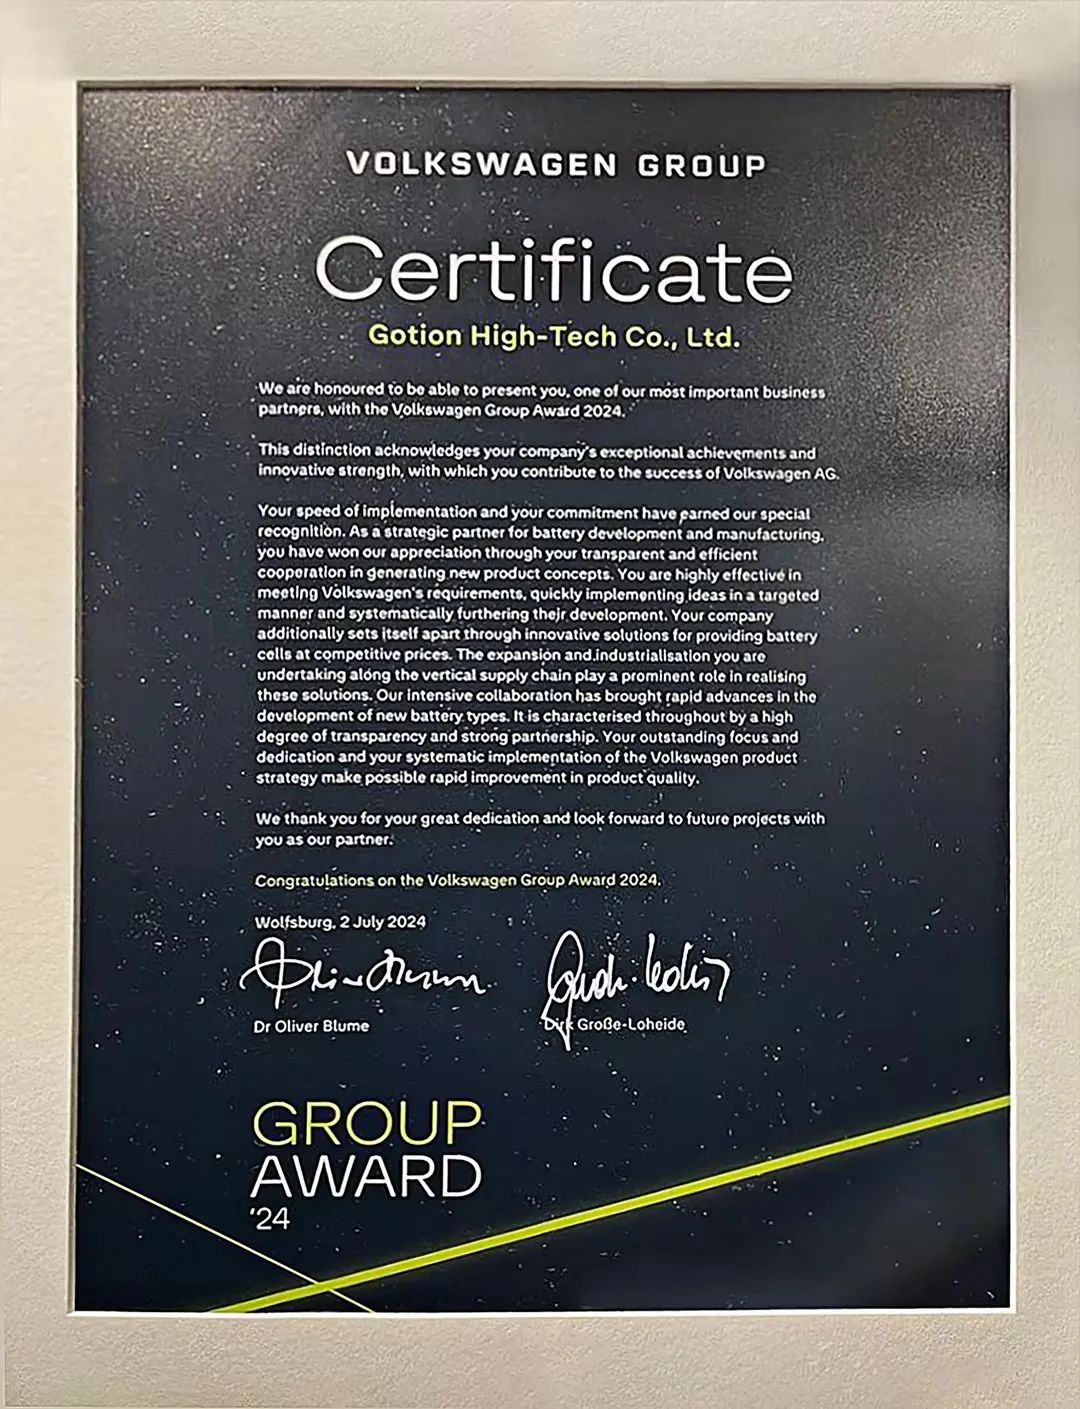 VOLKSWAGEN GROUP
Certificate
Gotion High-Tech Co., Ltd.
We are honoured to be able to present you, one of our most important business
partners, with the Volkswagen Group Award 2024.
This distinction acknowledges your company's exceptional achievements and
innovative strength, with which you contribute to the success of Volkswagen AG.
Your speed of implementation and your commitment have earned our special
recognition. As a strategic partner for battery development and manufacturing,
you have won our appreciation through your transparent and efficient
cooperation in generating new product concepts. You are highly effective in
meeting Volkswagen's requirements, quickly implementing ideas in a targeted
manner and systematically furthering their development. Your company
additionally sets itself apart through innovative solutions for providing battery
cells at competitive prices. The expansion and industrialisation you are
undertaking along the vertical supply chain play a prominent role in realising
these solutions. Our intensive collaboration has brought rapid advances in the
development of new battery types. It is characterised throughout by a high
degree of transparency and strong partnership. Your outstanding focus and
dedication and your systematic implementation of the Volkswagen product
strategy make possible rapid improvement in product quality.
We thank you for your great dedication and look forward to future projects with
you as our partner.
Congratulations on the Volkswagen Group Award 2024.
Wolfsburg, 2 July 2024
Dr Oliver Blume
Dirk Große-Loheide
GROUP
AWARD
'24